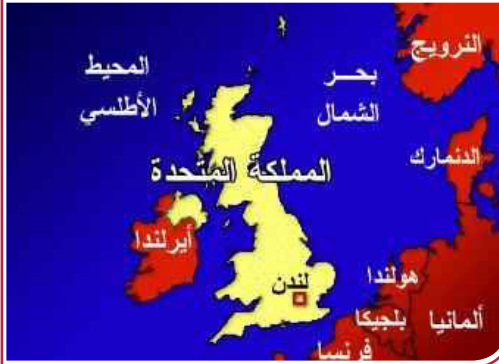 النرويج
المحيط
الأطلسي
بحـــر
الشمال
الدنمارك
المملكة المتحدة
أيرلندا
هولندا
لندن
ألمانيا
بلجيكا
فرنسا